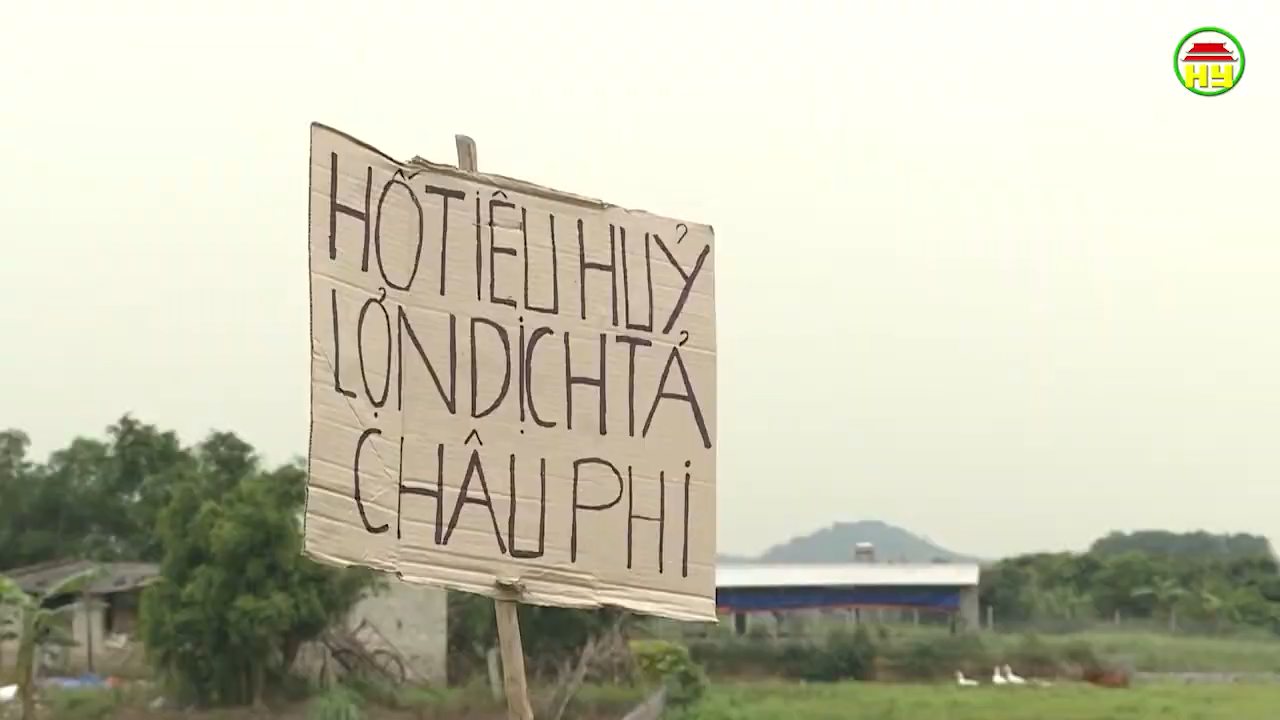 HY
HỐ TIÊU HUỶ
LỢN DỊCH TẢ
CHÂU PHI